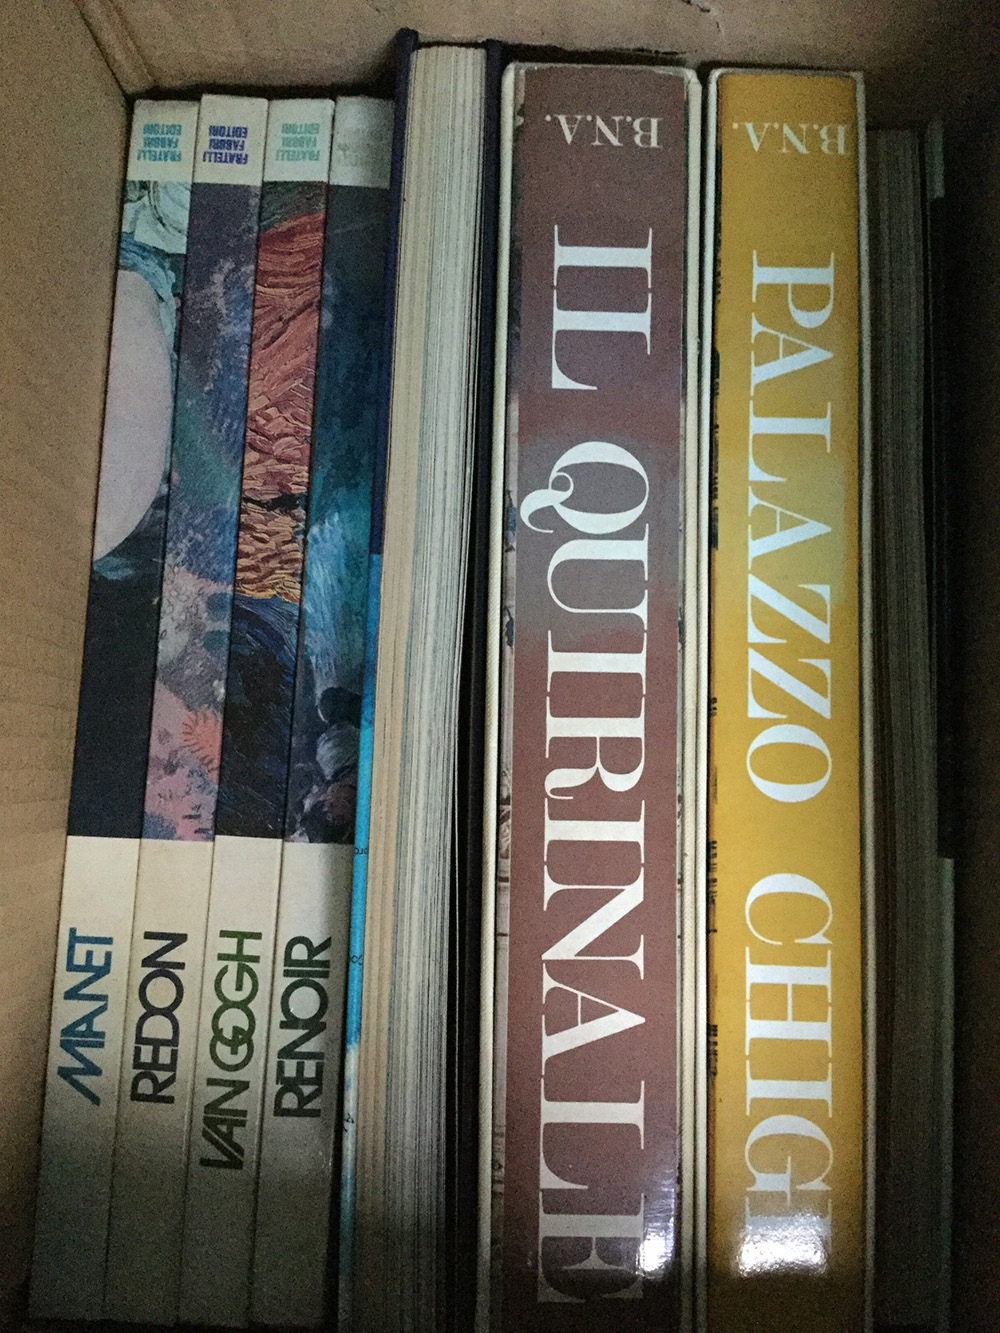 FRATELLI
FABBRI
EDITORI
MANET
FRATELLI
FABBRI
EDITORI
REDON
FRATELLI
FABBRI
EDITORI
VAN GOGH
RENOIR
B.N.A.
IL QUIRINALE
B.N.A.
PALAZZO CHIGI